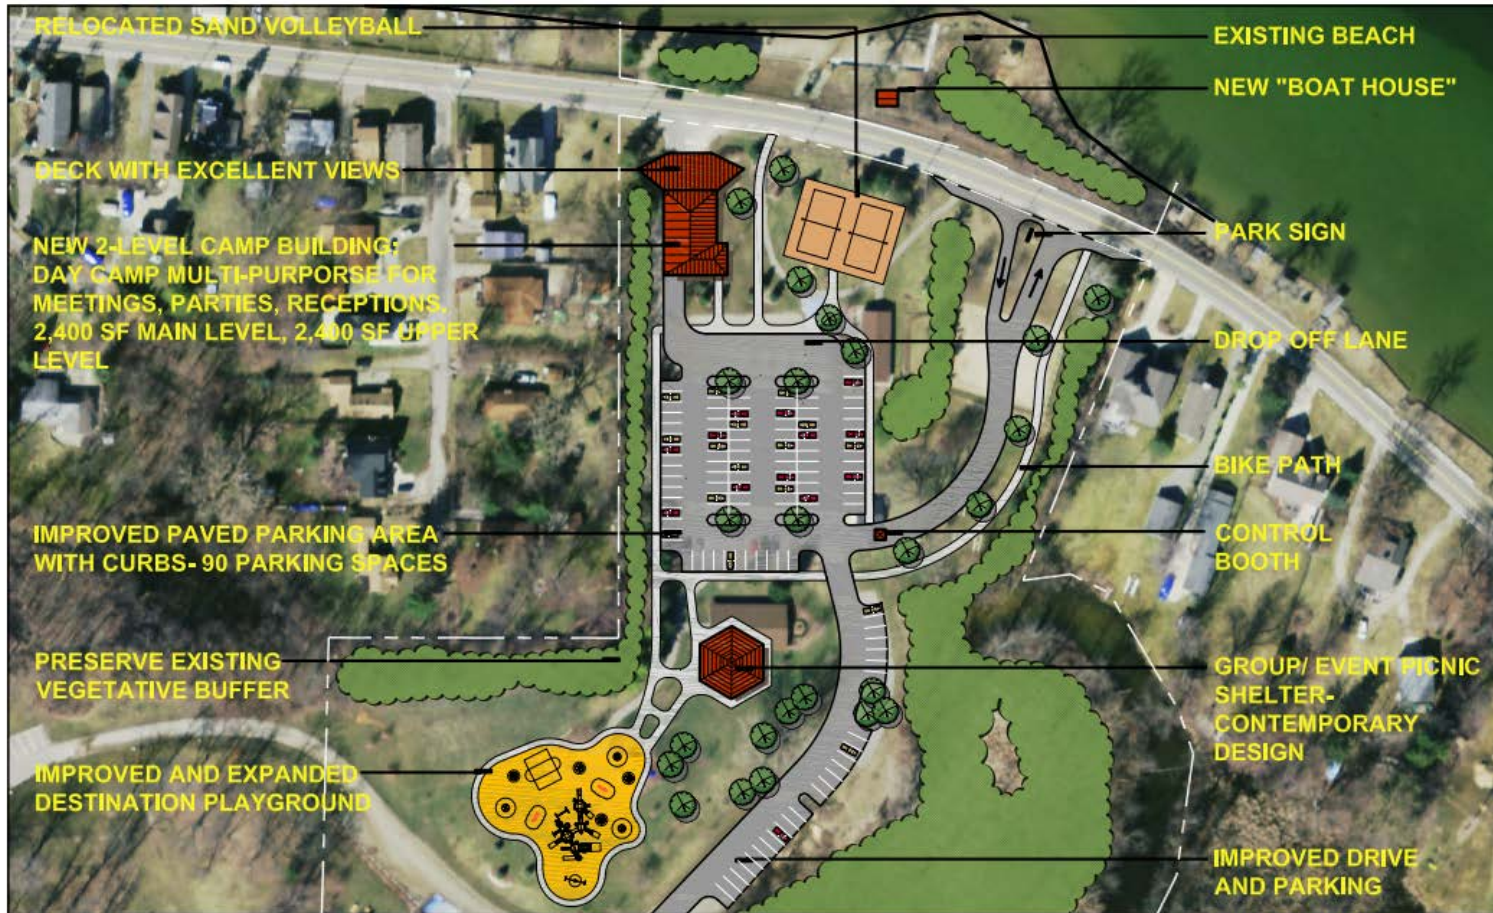 RELOCATED SAND VOLLEYBALL
DECK WITH EXCELLENT VIEWS
NEW 2-LEVEL CAMP BUILDING:
DAY CAMP MULTI-PURPORSE FOR
MEETINGS, PARTIES, RECEPTIONS.
2,400 SF MAIN LEVEL, 2,400 SF UPPER
LEVEL
IMPROVED PAVED PARKING AREA
WITH CURBS- 90 PARKING SPACES
PRESERVE EXISTING
VEGETATIVE BUFFER
IMPROVED AND EXPANDED
DESTINATION PLAYGROUND
EXISTING BEACH
NEW "BOAT HOUSE"
PARK SIGN
DROP OFF LANE
BIKE PATH
CONTROL
BOOTH
GROUP/ EVENT PICNIC
SHELTER-
CONTEMPORARY
DESIGN
IMPROVED DRIVE
AND PARKING